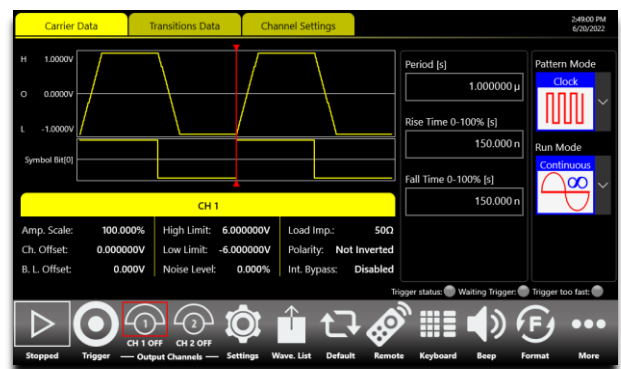 Carrier Data
Transitions Data
Channel Settings
2:49:00 PM
6/20/2022
H 1.0000V
O 0.0000V
L -1.0000V
Symbol Bit[0]
Period [s]
1.000000 µ
Rise Time 0-100% [s]
150.000 n
Fall Time 0-100% [s]
150.000 n
Pattern Mode
Clock
Run Mode
Continuous
∞
CH 1
Amp. Scale: 100.000% High Limit: 6.000000V Load Imp.: 50Ω
Ch. Offset: 0.000000V Low Limit: -6.000000V Polarity: Not Inverted
B. L. Offset: 0.000V Noise Level: 0.000% Int. Bypass: Disabled
Trigger status: Waiting Trigger: Trigger too fast:
1 2 F
CH 1 OFF CH 2 OFF
Stopped Trigger Output Channels Settings Wave. List Default Remote Keyboard Beep Format More